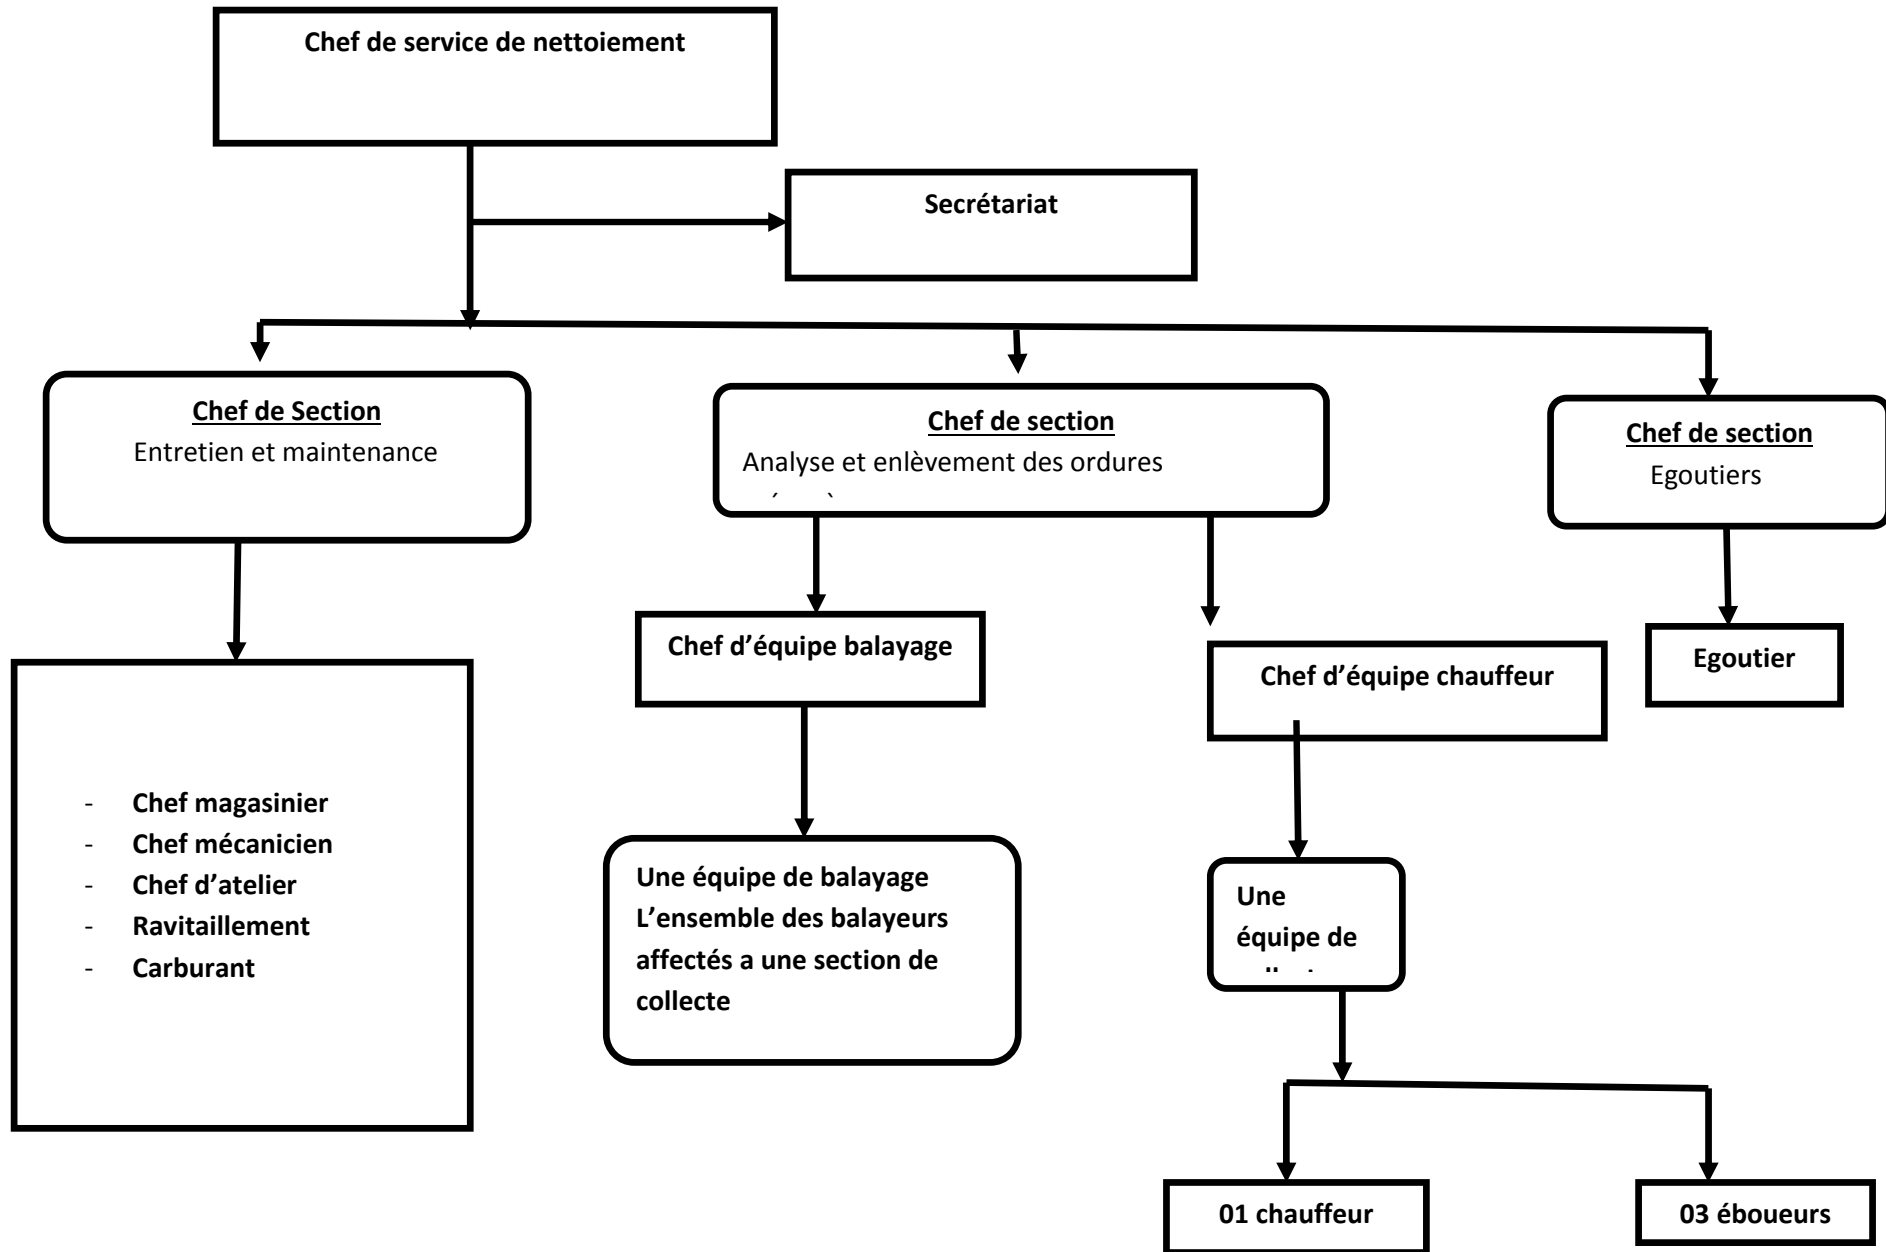 Chef de service de nettoiement
Secrétariat
Chef de Section
Entretien et maintenance
Chef de section
Analyse et enlèvement des ordures
Chef de section
Egoutiers
Chef d’équipe balayage
Chef d’équipe chauffeur
Egoutier
- Chef magasinier
- Chef mécanicien
- Chef d’atelier
- Ravitaillement
- Carburant
Une équipe de balayage
L’ensemble des balayeurs
affectés a une section de
collecte
Une
équipe de
01 chauffeur
03 éboueurs